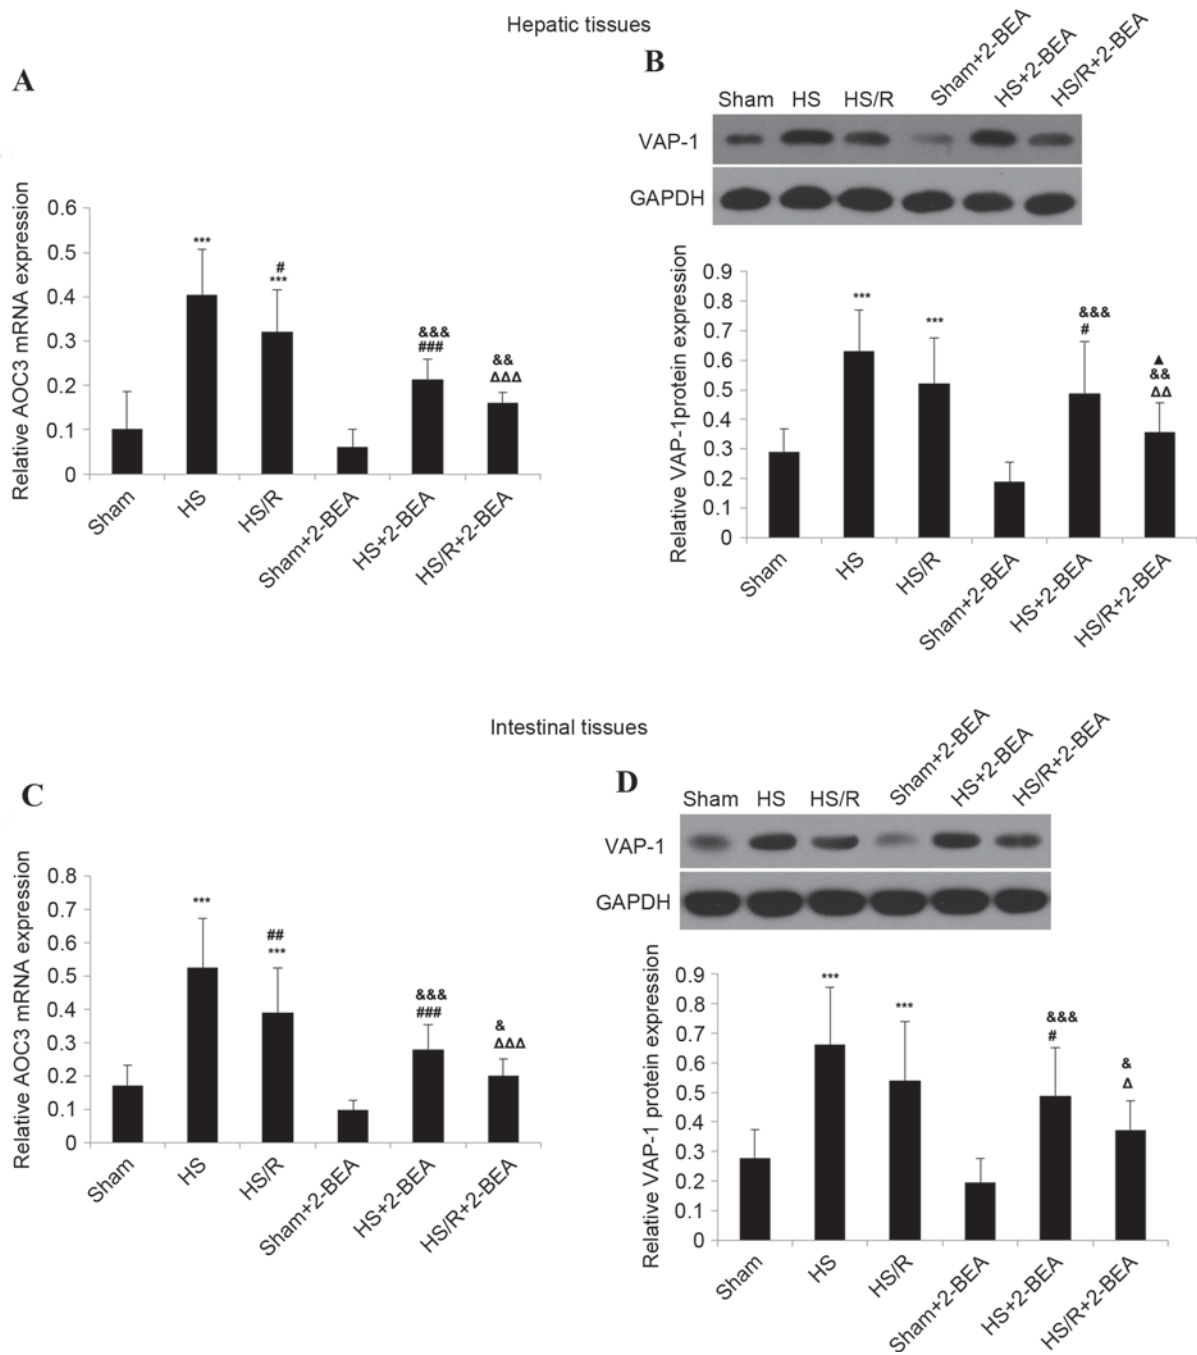 Hepatic tissues
A
Relative AOC3 mRNA expression
0.6
0.5
0.4
0.3
0.2
0.1
0
***
#
***
&&&
###
&&
ΔΔΔ
Sham
HS
HS/R
Sham+2-BEA
HS+2-BEA
HS/R+2-BEA
B
Sham
HS
HS/R
Sham+2-BEA
HS+2-BEA
HS/R+2-BEA
VAP-1
GAPDH
Relative VAP-1protein expression
0.9
0.8
0.7
0.6
0.5
0.4
0.3
0.2
0.1
0
***
***
&&&
#
▲
&&
ΔΔ
Sham
HS
HS/R
Sham+2-BEA
HS+2-BEA
HS/R+2-BEA
Intestinal tissues
C
Relative AOC3 mRNA expression
0.8
0.7
0.6
0.5
0.4
0.3
0.2
0.1
0
***
##
***
&&&
###
&
ΔΔΔ
Sham
HS
HS/R
Sham+2-BEA
HS+2-BEA
HS/R+2-BEA
D
Sham
HS
HS/R
Sham+2-BEA
HS+2-BEA
HS/R+2-BEA
VAP-1
GAPDH
Relative VAP-1 protein expression
0.9
0.8
0.7
0.6
0.5
0.4
0.3
0.2
0.1
0
***
***
&&&
#
&
Δ
Sham
HS
HS/R
Sham+2-BEA
HS+2-BEA
HS/R+2-BEA